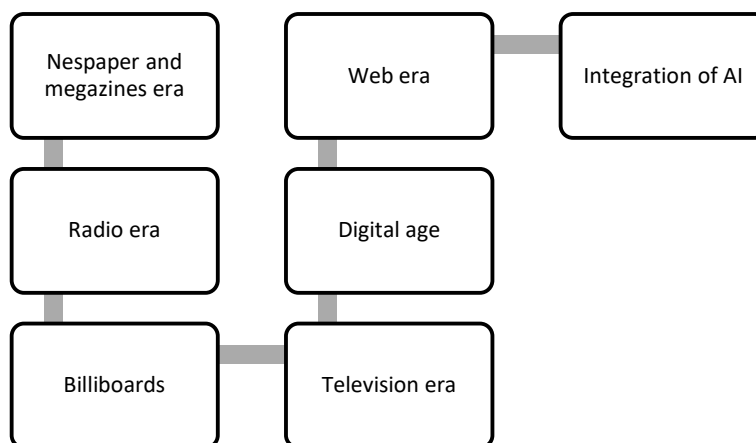 Nespaper and
megazines era
Radio era
Billiboards
Television era
Digital age
Web era
Integration of AI